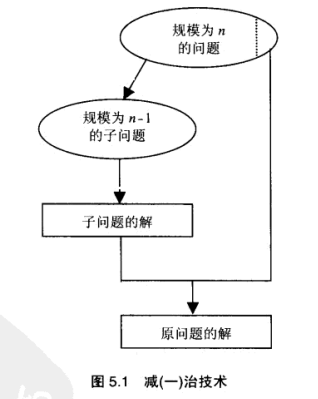 规模为 n
的问题
规模为 n-1
的子问题
子问题的解
原问题的解
图 5.1 减(一)治技术